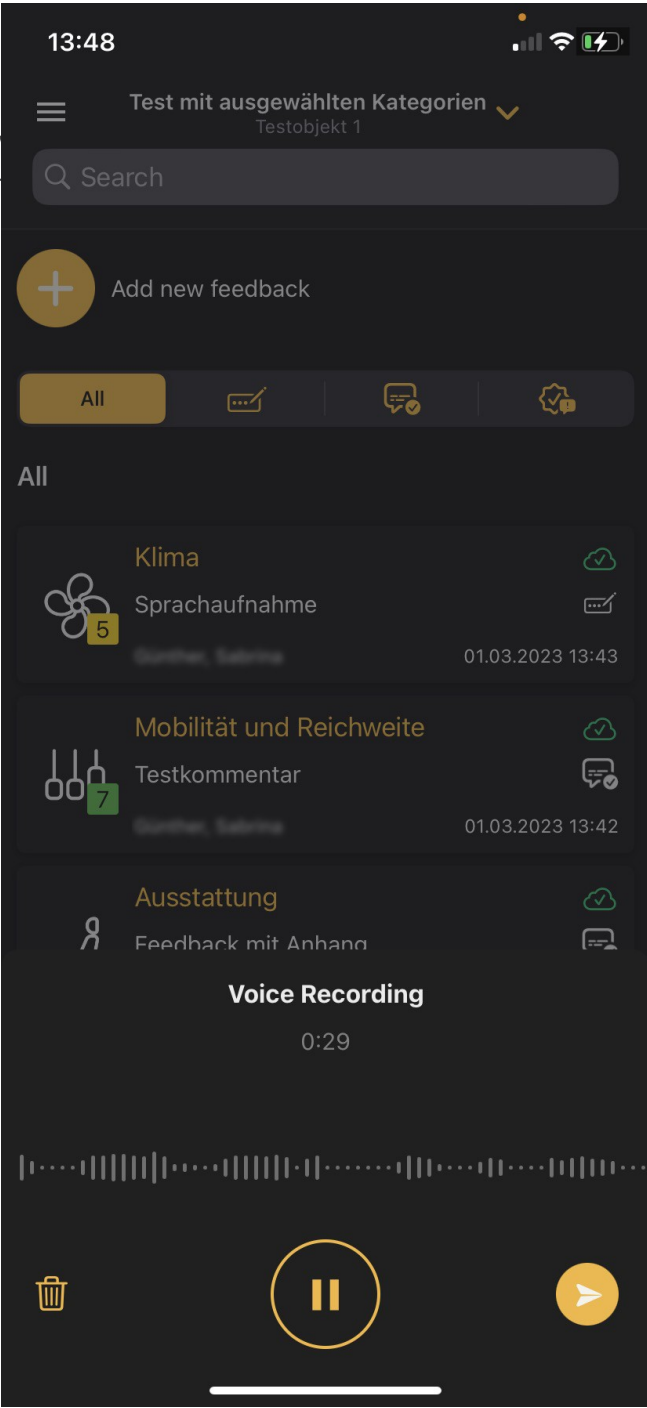 13:48
Test mit ausgewählten Kategorien
Testobjekt 1
Search
Add new feedback
All
All
Klima
Sprachaufnahme
5
01.03.2023 13:43
Mobilität und Reichweite
Testkommentar
7
01.03.2023 13:42
Ausstattung
Feedback mit Anhang
Voice Recording
0:29